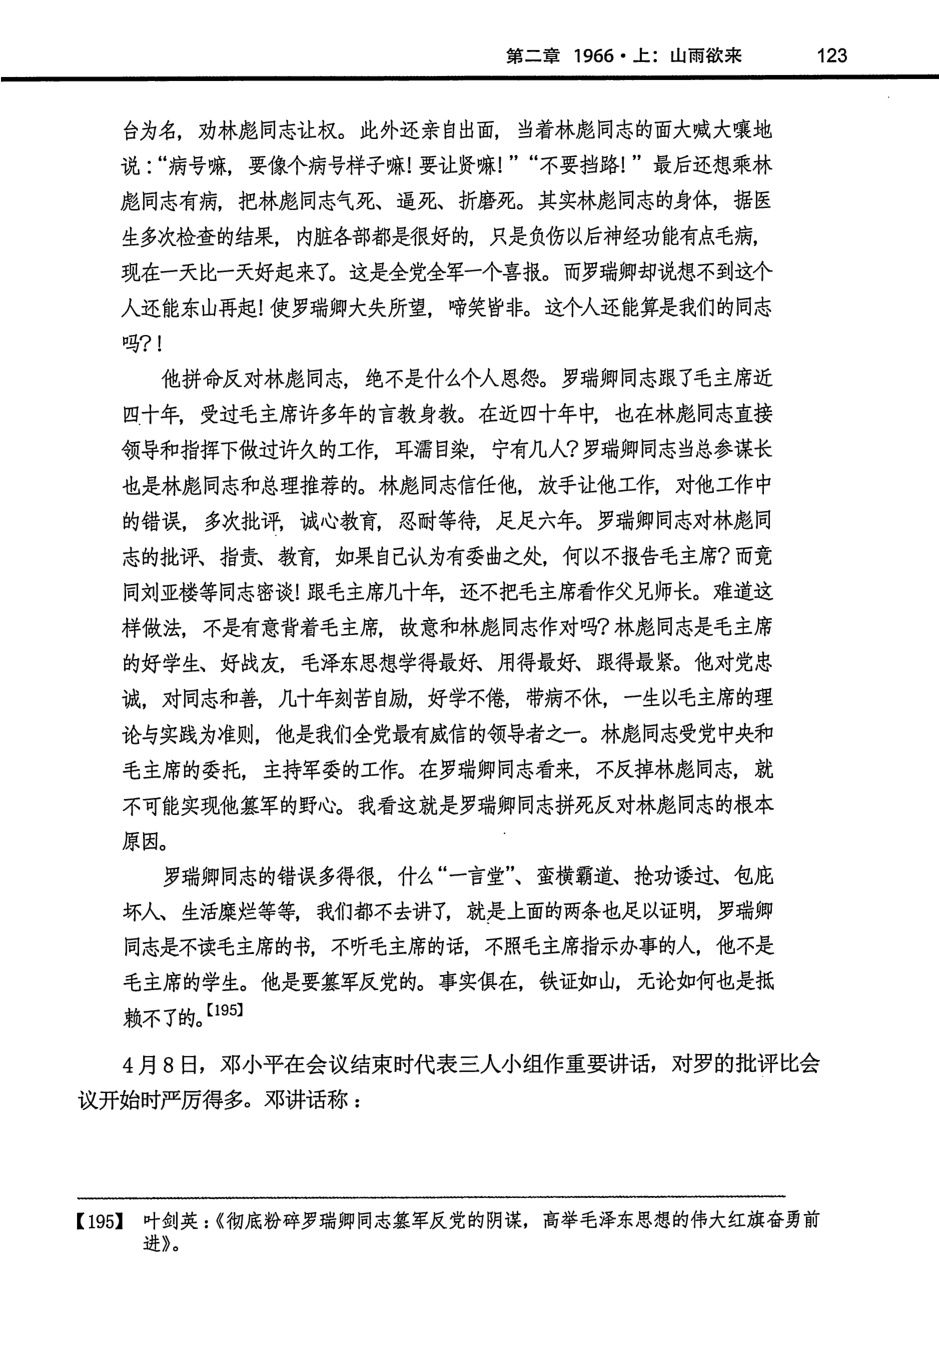 第二章 1966·上：山雨欲来 123
台为名，劝林彪同志让权。此外还亲自出面，当着林彪同志的面大喊大嚷地
说：“病号嘛，要像个病号样子嘛！要让贤嘛！”“不要挡路！”最后还想乘林
彪同志有病，把林彪同志气死、逼死、折磨死。其实林彪同志的身体，据医
生多次检查的结果，内脏各部都是很好的，只是负伤以后神经功能有点毛病，
现在一天比一天好起来了。这是全党全军一个喜报。而罗瑞卿却说想不到这个
人还能东山再起！使罗瑞卿大失所望，啼笑皆非。这个人还能算是我们的同志
吗？！
他拼命反对林彪同志，绝不是什么个人恩怨。罗瑞卿同志跟了毛主席近
四十年，受过毛主席许多年的言教身教。在近四十年中，也在林彪同志直接
领导和指挥下做过许久的工作，耳濡目染，宁有几人？罗瑞卿同志当总参谋长
也是林彪同志和总理推荐的。林彪同志信任他，放手让他工作，对他工作中
的错误，多次批评，诚心教育，忍耐等待，足足六年。罗瑞卿同志对林彪同
志的批评、指责、教育，如果自己认为有委曲之处，何以不报告毛主席？而竟
同刘亚楼等同志密谈！跟毛主席几十年，还不把毛主席看作父兄师长。难道这
样做法，不是有意背着毛主席，故意和林彪同志作对吗？林彪同志是毛主席
的好学生、好战友，毛泽东思想学得最好、用得最好、跟得最紧。他对党忠
诚，对同志和善，几十年刻苦自励，好学不倦，带病不休，一生以毛主席的理
论与实践为准则，他是我们全党最有威信的领导者之一。林彪同志受党中央和
毛主席的委托，主持军委的工作。在罗瑞卿同志看来，不反掉林彪同志，就
不可能实现他篡军的野心。我看这就是罗瑞卿同志拼死反对林彪同志的根本
原因。
罗瑞卿同志的错误多得很，什么“一言堂”、蛮横霸道、抢功诿过、包庇
坏人、生活糜烂等等，我们都不去讲了，就是上面的两条也足以证明，罗瑞卿
同志是不读毛主席的书，不听毛主席的话，不照毛主席指示办事的人，他不是
毛主席的学生。他是要篡军反党的。事实俱在，铁证如山，无论如何也是抵
赖不了的。【195】
4月8日，邓小平在会议结束时代表三人小组作重要讲话，对罗的批评比会
议开始时严厉得多。邓讲话称：
【195】 叶剑英：《彻底粉碎罗瑞卿同志篡军反党的阴谋，高举毛泽东思想的伟大红旗奋勇前
进》。